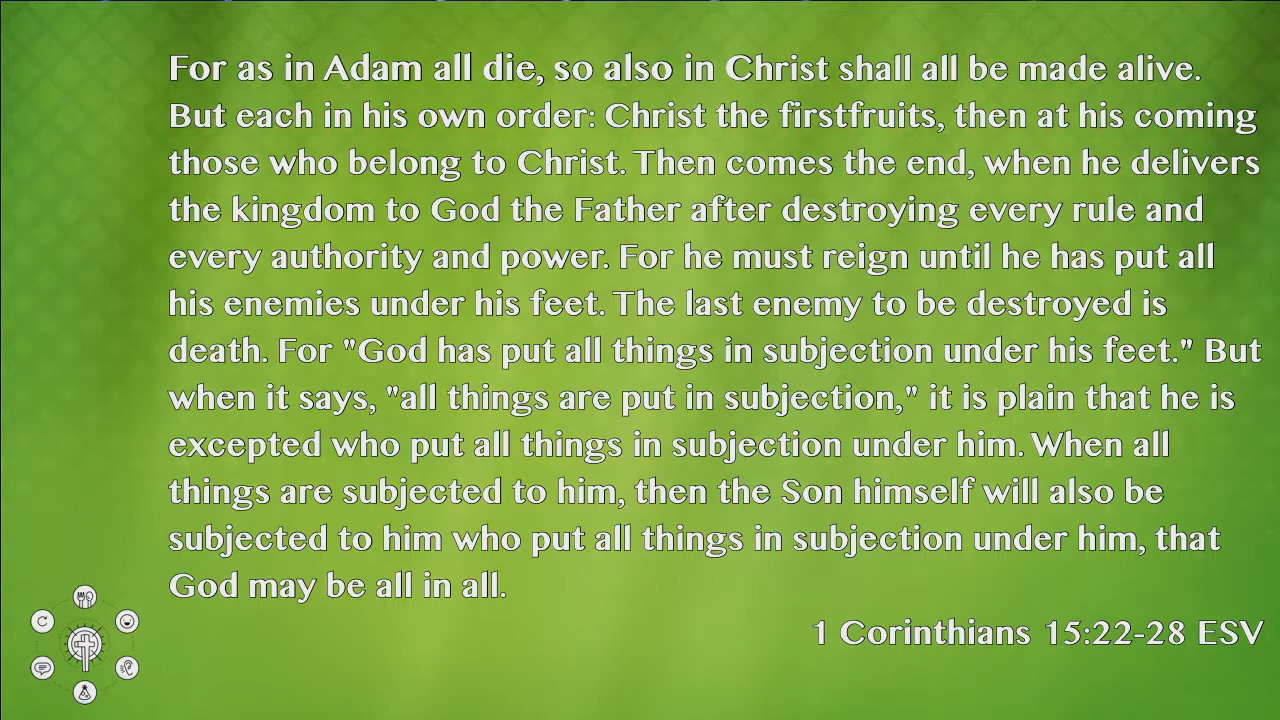 For as in Adam all die, so also in Christ shall all be made alive.
But each in his own order: Christ the firstfruits, then at his coming
those who belong to Christ. Then comes the end, when he delivers
the kingdom to God the Father after destroying every rule and
every authority and power. For he must reign until he has put all
his enemies under his feet. The last enemy to be destroyed is
death. For "God has put all things in subjection under his feet." But
when it says, "all things are put in subjection," it is plain that he is
excepted who put all things in subjection under him. When all
things are subjected to him, then the Son himself will also be
subjected to him who put all things in subjection under him, that
God may be all in all.
1 Corinthians 15:22-28 ESV